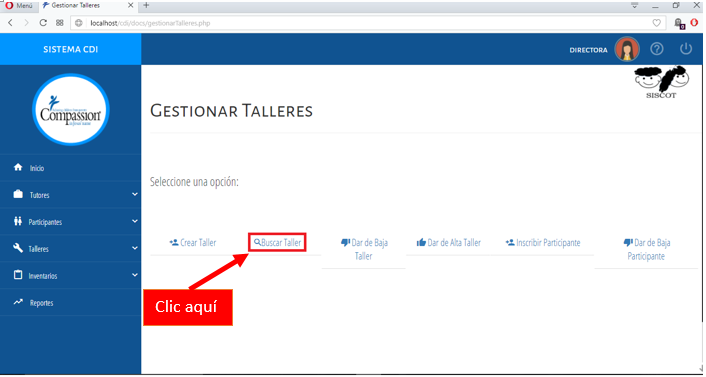 Menú
Gestionar Talleres
localhost/cdi/docs/gestionarTalleres.php
SISTEMA CDI
DIRECTORA
SISCOT
Compassion
GESTIONAR TALLERES
Inicio
Tutores
Participantes
Talleres
Inventarios
Reportes
Seleccione una opción:
Crear Taller
Buscar Taller
Dar de Baja
Taller
Dar de Alta Taller
Inscribir Participante
Dar de Baja
Participante
Clic aquí